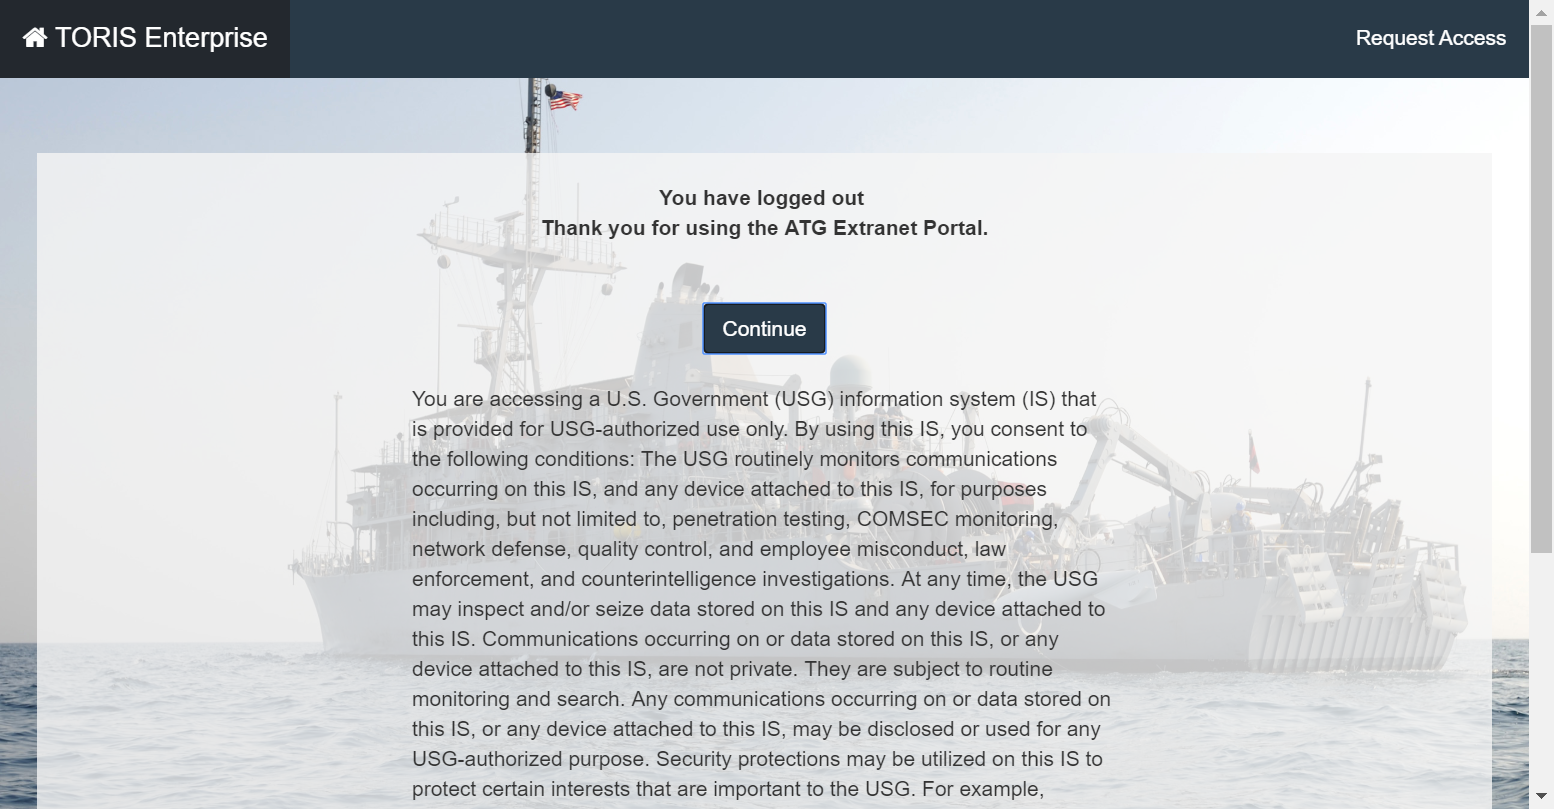 TORIS Enterprise
Request Access
You have logged out
Thank you for using the ATG Extranet Portal.
Continue
You are accessing a U.S. Government (USG) information system (IS) that
is provided for USG-authorized use only. By using this IS, you consent to
the following conditions: The USG routinely monitors communications
occurring on this IS, and any device attached to this IS, for purposes
including, but not limited to, penetration testing, COMSEC monitoring,
network defense, quality control, and employee misconduct, law
enforcement, and counterintelligence investigations. At any time, the USG
may inspect and/or seize data stored on this IS and any device attached to
this IS. Communications occurring on or data stored on this IS, or any
device attached to this IS, are not private. They are subject to routine
monitoring and search. Any communications occurring on or data stored on
this IS, or any device attached to this IS, may be disclosed or used for any
USG-authorized purpose. Security protections may be utilized on this IS to
protect certain interests that are important to the USG. For example,